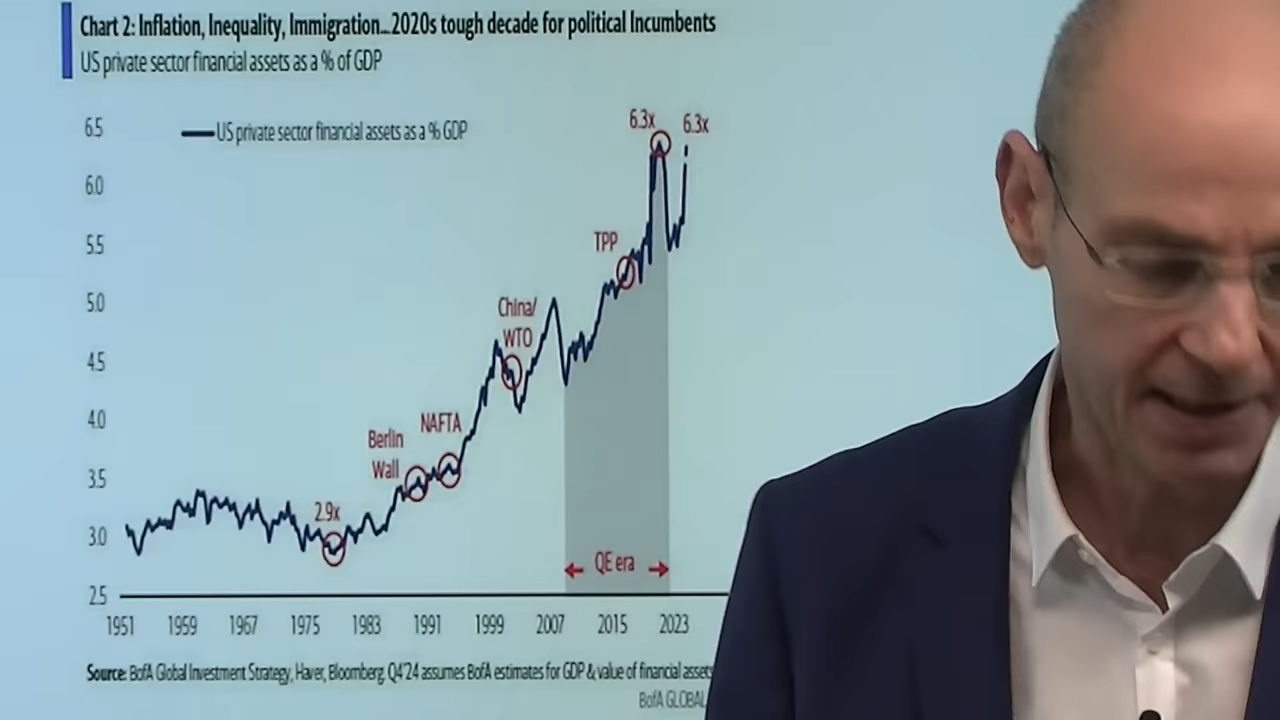 Chart 2: Inflation, Inequality, Immigration...2020s tough decade for political Incumbents
US private sector financial assets as a % of GDP
6.5
US private sector financial assets as a % GDP
6.3x
6.3x
6.0
5.5
TPP
5.0
China/
WTO
4.5
4.0
NAFTA
Berlin
Wall
3.5
2.9x
3.0
QE era
2.5
1951 1959 1967 1975 1983 1991 1999 2007 2015 2023
Source: BofA Global Investment Strategy, Haver, Bloomberg. Q4'24 assumes BofA estimates for GDP & value of financial assets
BofA GLOBAL